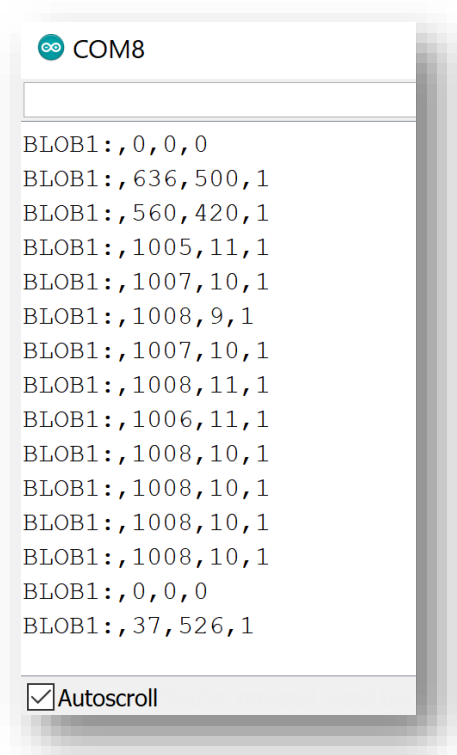 COM8
BLOB1:,0,0,0
BLOB1:,636,500,1
BLOB1:,560,420,1
BLOB1:,1005,11,1
BLOB1:,1007,10,1
BLOB1:,1008,9,1
BLOB1:,1007,10,1
BLOB1:,1008,11,1
BLOB1:,1006,11,1
BLOB1:,1008,10,1
BLOB1:,1008,10,1
BLOB1:,1008,10,1
BLOB1:,1008,10,1
BLOB1:,0,0,0
BLOB1:,37,526,1
Autoscroll